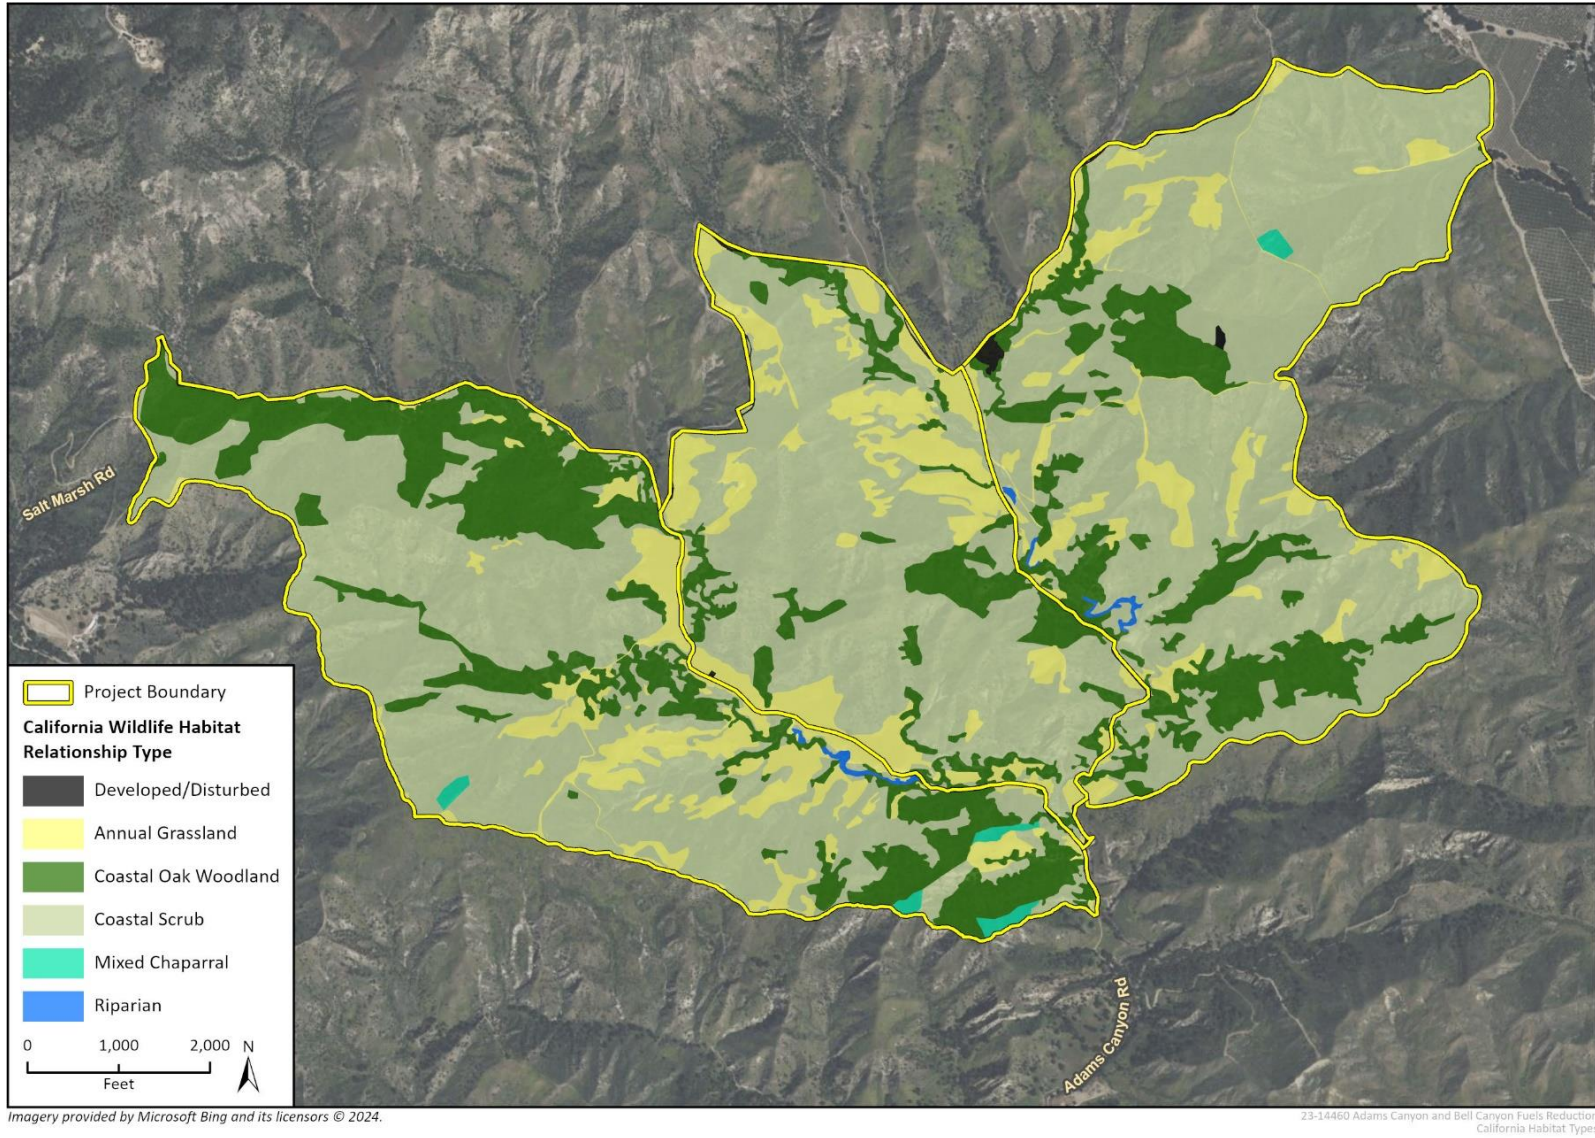 Salt Marsh Rd
Project Boundary
California Wildlife Habitat
Relationship Type
Developed/Disturbed
Annual Grassland
Coastal Oak Woodland
Coastal Scrub
Mixed Chaparral
Riparian
0 1,000 2,000 N
Feet
Adams Canyon Rd
Imagery provided by Microsoft Bing and its licensors © 2024.
23-14460 Adams Canyon and Bell Canyon Fuels Reduction
California Habitat Type